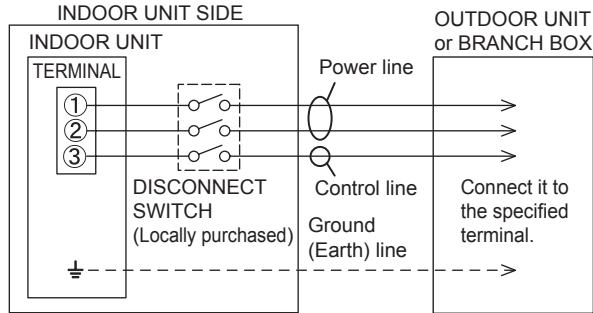 INDOOR UNIT SIDE
INDOOR UNIT
TERMINAL
1
2
3
DISCONNECT
SWITCH
(Locally purchased)
Power line
Control line
Ground
(Earth) line
OUTDOOR UNIT
or BRANCH BOX
Connect it to
the specified
terminal.